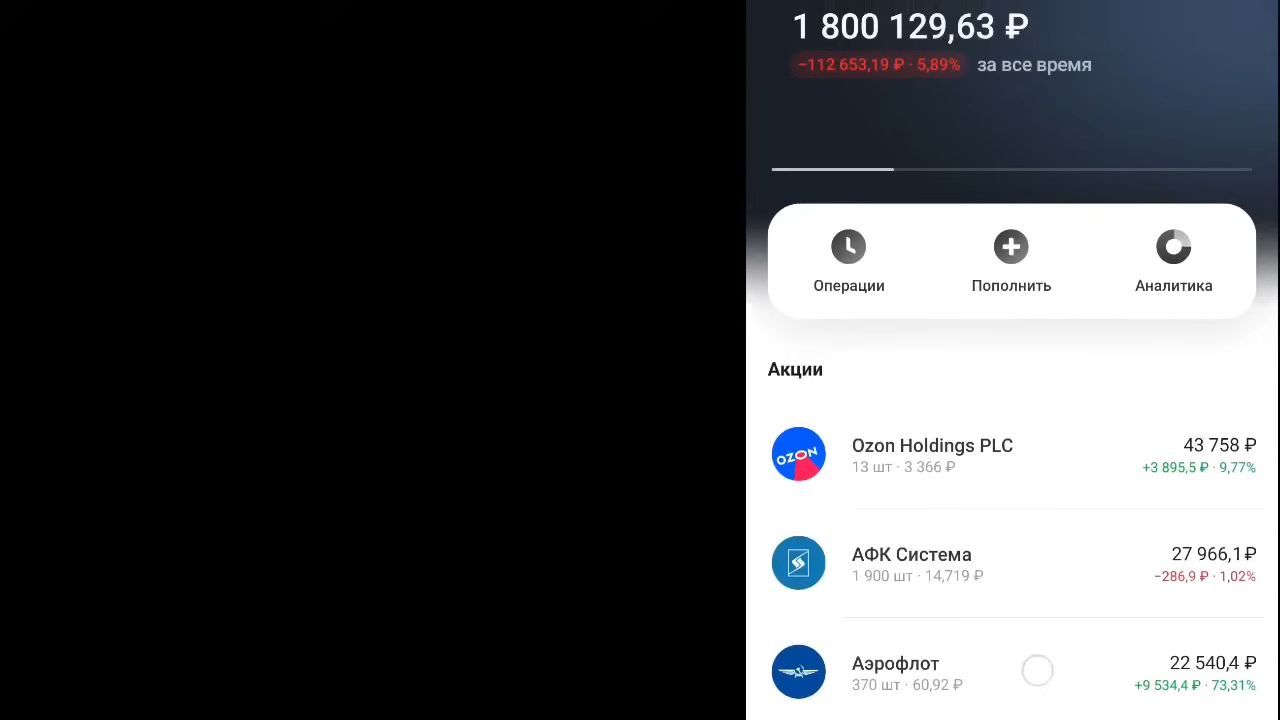 1 800 129,63 ₽
−112 653,19 ₽ · 5,89% за все время
Операции Пополнить Аналитика
Акции
OZON
Ozon Holdings PLC 43 758 ₽
13 шт · 3 366 ₽ +3 895,5 ₽ · 9,77%
АФК Система 27 966,1 ₽
1 900 шт · 14,719 ₽ −286,9 ₽ · 1,02%
Аэрофлот 22 540,4 ₽
370 шт · 60,92 ₽ +9 534,4 ₽ · 73,31%